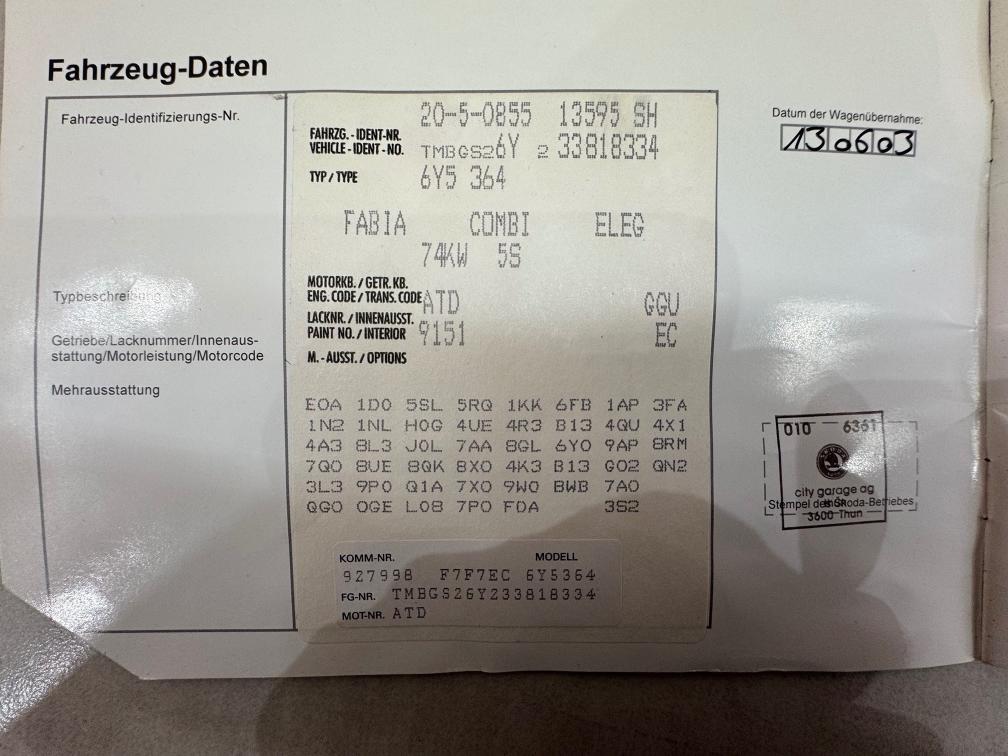 Fahrzeug-Daten
Fahrzeug-Identifizierungs-Nr.
20-5-0855 13595 SH
FAHRZG.-IDENT-NR.
VEHICLE-IDENT-NO. TMBGS26Y 2 33818334
TYP / TYPE 6Y5 364
FABIA COMBI ELEG
74KW 5S
Typbeschreibung
MOTORKB. / GETR. KB.
ENG. CODE / TRANS. CODE ATD GGU
LACKNR. / INNENAUSST.
PAINT NO. / INTERIOR 9151 EC
Getriebe/Lacknummer/Innenaus-
stattung/Motorleistung/Motorcode
M.-AUSST. / OPTIONS
Mehrausstattung
EOA 1D0 5SL 5RQ 1KK 6FB 1AP 3FA
1N2 1NL H0G 4UE 4R3 B13 4QU 4X1
4A3 8L3 J0L 7AA 8GL 6Y0 9AP 8RM
7Q0 8UE 8QK 8X0 4K3 B13 G02 QN2
3L3 9P0 Q1A 7X0 9W0 BWB 7A0
QG0 0GE L08 7P0 F0A 3S2
KOMM-NR. MODELL
927998 F7F7EC 6Y5364
FG-NR. TMBGS26Y233818334
MOT-NR. ATD
Datum der Wagenübernahme:
130603
010 6361
city garage ag
Stempel des Skoda-Betriebes
3600 Thun